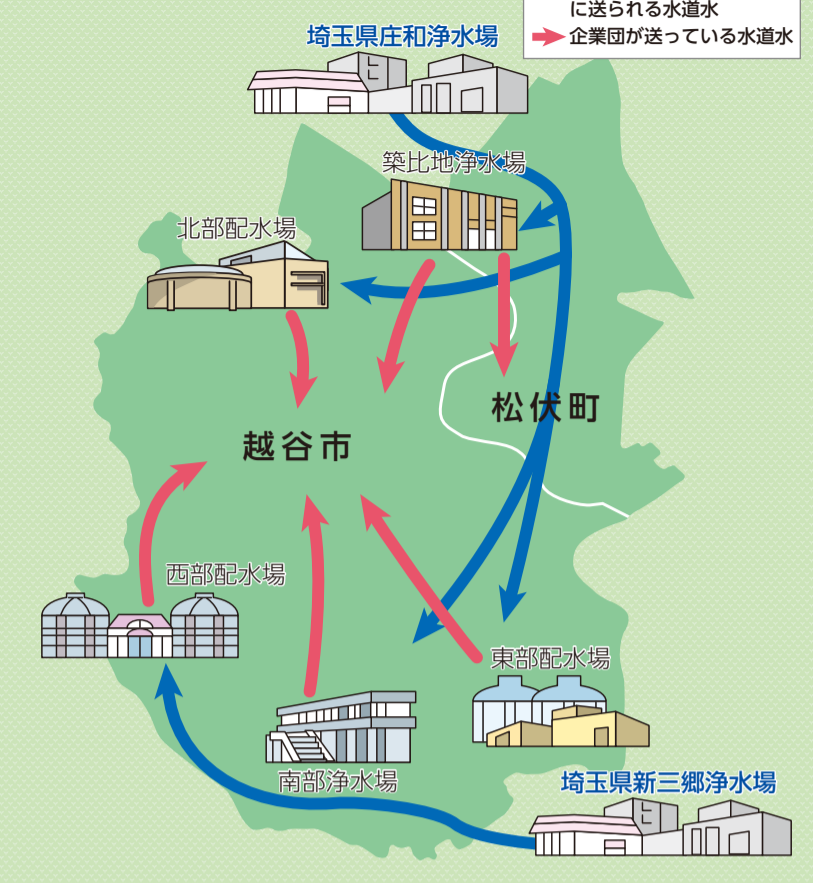 に送られる水道水
企業団が送っている水道水
埼玉県庄和浄水場
築比地浄水場
北部配水場
松伏町
越谷市
西部配水場
東部配水場
南部浄水場
埼玉県新三郷浄水場